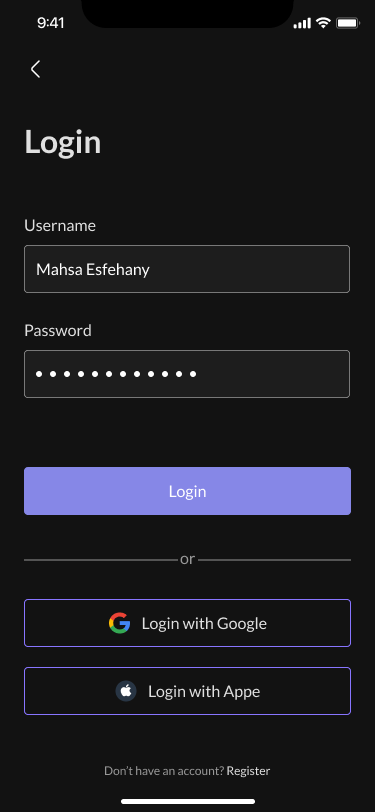 9:41
Login
Username
Mahsa Esfehany
Password
Login
or
Login with Google
Login with Appe
Don't have an account? Register